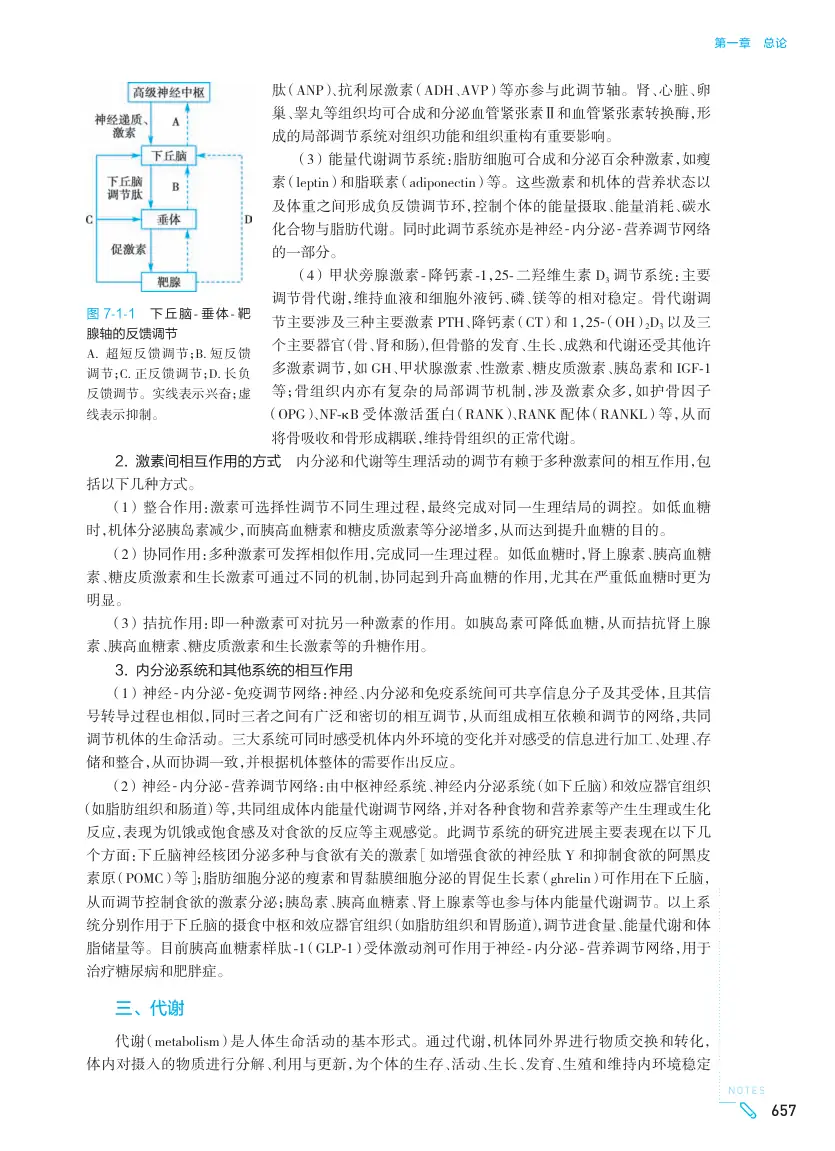 第一章 总论
高级神经中枢
神经递质、
激素
A
下丘脑
下丘脑
调节肽
B
C
垂体
D
促激素
靶腺
图 7-1-1 下丘脑-垂体-靶
腺轴的反馈调节
A. 超短反馈调节;B. 短反馈
调节;C. 正反馈调节;D. 长负
反馈调节。实线表示兴奋;虚
线表示抑制。
肽(ANP)、抗利尿激素(ADH、AVP)等亦参与此调节轴。肾、心脏、卵
巢、睾丸等组织均可合成和分泌血管紧张素Ⅱ和血管紧张素转换酶,形
成的局部调节系统对组织功能和组织重构有重要影响。
(3)能量代谢调节系统:脂肪细胞可合成和分泌百余种激素,如瘦
素(leptin)和脂联素(adiponectin)等。这些激素和机体的营养状态以
及体重之间形成负反馈调节环,控制个体的能量摄取、能量消耗、碳水
化合物与脂肪代谢。同时此调节系统亦是神经-内分泌-营养调节网络
的一部分。
(4)甲状旁腺激素-降钙素-1,25-二羟维生素 D₃ 调节系统:主要
调节骨代谢,维持血液和细胞外液钙、磷、镁等的相对稳定。骨代谢调
节主要涉及三种主要激素 PTH、降钙素(CT)和 1,25-(OH)₂D₃ 以及三
个主要器官(骨、肾和肠),但骨骼的发育、生长、成熟和代谢还受其他许
多激素调节,如 GH、甲状腺激素、性激素、糖皮质激素、胰岛素和 IGF-1
等;骨组织内亦有复杂的局部调节机制,涉及激素众多,如护骨因子
(OPG)、NF-κB 受体激活蛋白(RANK)、RANK 配体(RANKL)等,从而
将骨吸收和骨形成耦联,维持骨组织的正常代谢。
2. 激素间相互作用的方式 内分泌和代谢等生理活动的调节有赖于多种激素间的相互作用,包
括以下几种方式。
(1)整合作用:激素可选择性调节不同生理过程,最终完成对同一生理结局的调控。如低血糖
时,机体分泌胰岛素减少,而胰高血糖素和糖皮质激素等分泌增多,从而达到提升血糖的目的。
(2)协同作用:多种激素可发挥相似作用,完成同一生理过程。如低血糖时,肾上腺素、胰高血糖
素、糖皮质激素和生长激素可通过不同的机制,协同起到升高血糖的作用,尤其在严重低血糖时更为
明显。
(3)拮抗作用:即一种激素可对抗另一种激素的作用。如胰岛素可降低血糖,从而拮抗肾上腺
素、胰高血糖素、糖皮质激素和生长激素等的升糖作用。
3. 内分泌系统和其他系统的相互作用
(1)神经-内分泌-免疫调节网络:神经、内分泌和免疫系统间可共享信息分子及其受体,且其信
号转导过程也相似,同时三者之间有广泛和密切的相互调节,从而组成相互依赖和调节的网络,共同
调节机体的生命活动。三大系统可同时感受机体内外环境的变化并对感受的信息进行加工、处理、存
储和整合,从而协调一致,并根据机体整体的需要作出反应。
(2)神经-内分泌-营养调节网络:由中枢神经系统、神经内分泌系统(如下丘脑)和效应器官组织
(如脂肪组织和肠道)等,共同组成体内能量代谢调节网络,并对各种食物和营养素等产生生理或生化
反应,表现为饥饿或饱食感及对食欲的反应等主观感觉。此调节系统的研究进展主要表现在以下几
个方面:下丘脑神经核团分泌多种与食欲有关的激素[如增强食欲的神经肽 Y 和抑制食欲的阿黑皮
素原(POMC)等];脂肪细胞分泌的瘦素和胃黏膜细胞分泌的胃促生长素(ghrelin)可作用在下丘脑,
从而调节控制食欲的激素分泌;胰岛素、胰高血糖素、肾上腺素等也参与体内能量代谢调节。以上系
统分别作用于下丘脑的摄食中枢和效应器官组织(如脂肪组织和胃肠道),调节进食量、能量代谢和体
脂储量等。目前胰高血糖素样肽-1(GLP-1)受体激动剂可作用于神经-内分泌-营养调节网络,用于
治疗糖尿病和肥胖症。
三、代谢
代谢(metabolism)是人体生命活动的基本形式。通过代谢,机体同外界进行物质交换和转化,
体内对摄入的物质进行分解、利用与更新,为个体的生存、活动、生长、发育、生殖和维持内环境稳定
NOTES
657